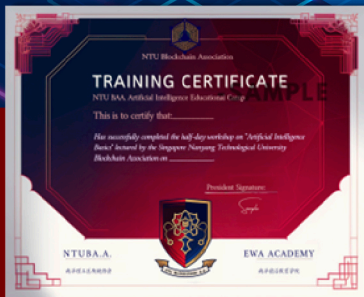 NTU Blockchain Association
TRAINING CERTIFICATE
SAMPLE
NTU BAA, Artificial Intelligence Educational Camp
This is to certify that:
Has successfully completed the half-day workshop on "Artificial Intelligence
Basics" lectured by the Singapore Nanyang Technological University
Blockchain Association on
President Signature:
Sample
NTUBA.A.
EWA ACADEMY